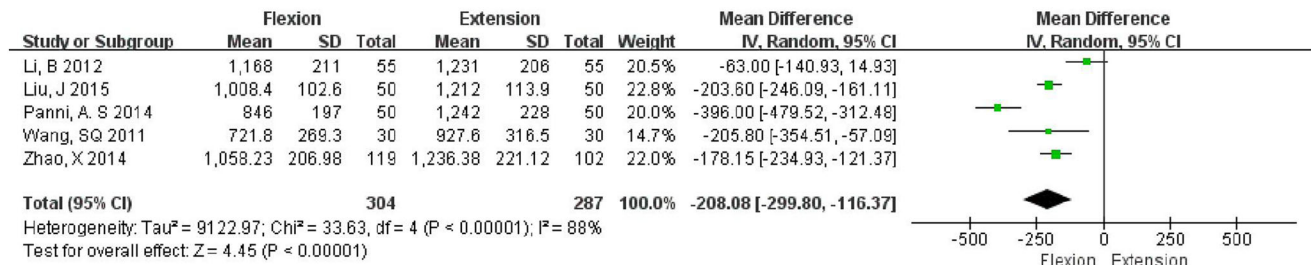 Flexion Extension Mean Difference Mean Difference
Study or Subgroup Mean SD Total Mean SD Total Weight IV, Random, 95% CI IV, Random, 95% CI
Li, B 2012 1,168 211 55 1,231 206 55 20.5% -63.00 [-140.93, 14.93]
Liu, J 2015 1,008.4 102.6 50 1,212 113.9 50 22.8% -203.60 [-246.09, -161.11]
Panni, A. S 2014 846 197 50 1,242 228 50 20.0% -396.00 [-479.52, -312.48]
Wang, SQ 2011 721.8 269.3 30 927.6 316.5 30 14.7% -205.80 [-354.51, -57.09]
Zhao, X 2014 1,058.23 206.98 119 1,236.38 221.12 102 22.0% -178.15 [-234.93, -121.37]
Total (95% CI) 304 287 100.0% -208.08 [-299.80, -116.37]
Heterogeneity: Tau² = 9122.97; Chi² = 33.63, df = 4 (P < 0.00001); I² = 88%
Test for overall effect: Z = 4.45 (P < 0.00001)
-500 -250 0 250 500
Flexion Extension